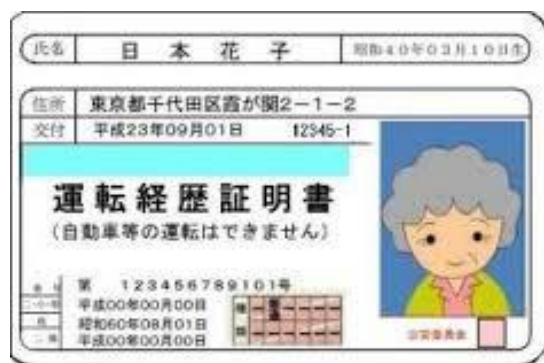 氏名 日本花子 昭和40年03月10日生
住所 東京都千代田区霞が関2-1-2
交付 平成23年09月01日 12345-1
運転経歴証明書
(自動車等の運転はできません)
第 123456789101号
平成00年00月00日
昭和60年08月01日
平成00年00月00日
公安委員会